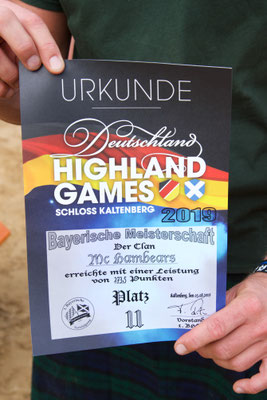 URKUNDE
Deutschland
HIGHLAND
GAMES
SCHLOSS KALTENBERG
2019
Bayerische Meisterschaft
Der Clan
Mc Hambears
erreichte mit einer Leistung
von Punkten
Platz
11
Kaltenberg, den
Vorstand